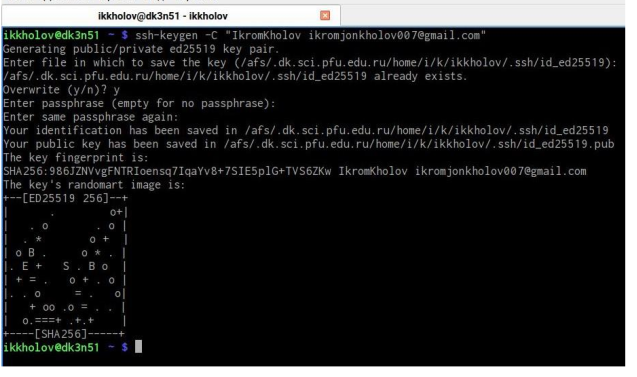 ikkholov@dk3n51 - ikkholov
ikkholov@dk3n51 ~ $ ssh-keygen -C "IkromKholov ikromjonkholov007@gmail.com"
Generating public/private ed25519 key pair.
Enter file in which to save the key (/afs/.dk.sci.pfu.edu.ru/home/i/k/ikkholov/.ssh/id_ed25519):
/afs/.dk.sci.pfu.edu.ru/home/i/k/ikkholov/.ssh/id_ed25519 already exists.
Overwrite (y/n)? y
Enter passphrase (empty for no passphrase):
Enter same passphrase again:
Your identification has been saved in /afs/.dk.sci.pfu.edu.ru/home/i/k/ikkholov/.ssh/id_ed25519
Your public key has been saved in /afs/.dk.sci.pfu.edu.ru/home/i/k/ikkholov/.ssh/id_ed25519.pub
The key fingerprint is:
SHA256:986JZNVvgFNTRIoensq7IqaYv8+7SIE5plG+TVS6ZKw IkromKholov ikromjonkholov007@gmail.com
The key's randomart image is:
+--[ED25519 256]--+
|      .        o+|
|   . o       . o |
|   . *      o +  |
| o B .     o * . |
|. E +   S . B o  |
| + = .   o + . o |
|. . o     = .   o|
|   + oo .o = . . |
|  o.===+ .+.+    |
+----[SHA256]-----+
ikkholov@dk3n51 ~ $